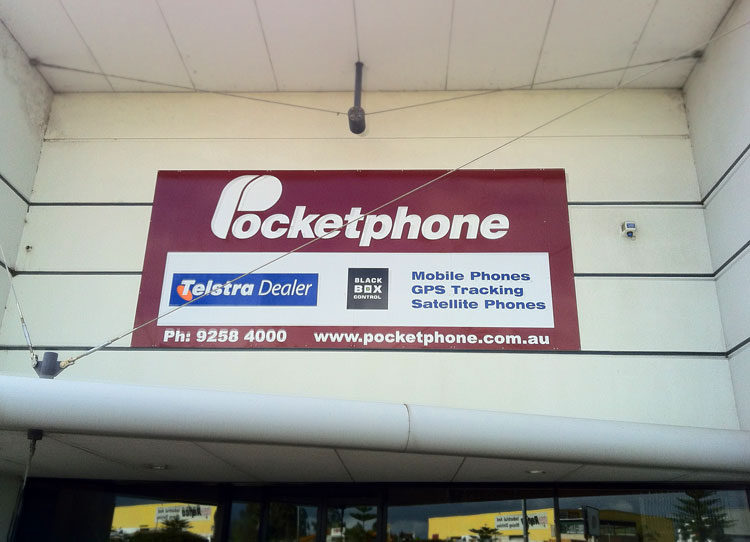 Pocketphone
Telstra Dealer
BLACK
BOX
CONTROL
Mobile Phones
GPS Tracking
Satellite Phones
Ph: 9258 4000 www.pocketphone.com.au